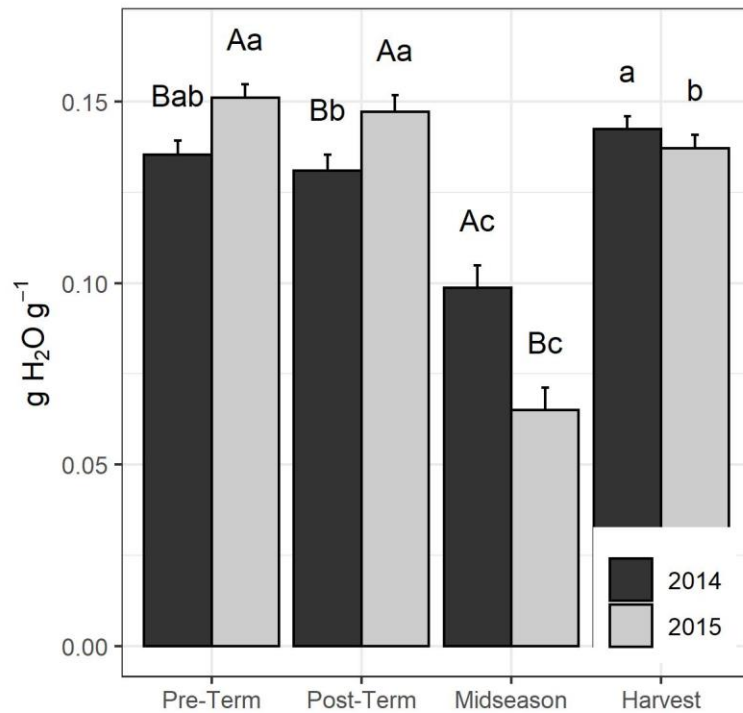 Aa
Aa
Bab
Bb
a
b
Ac
Bc
0.15
0.10
0.05
0.00
g H₂O g⁻¹
2014
2015
Pre-Term Post-Term Midseason Harvest